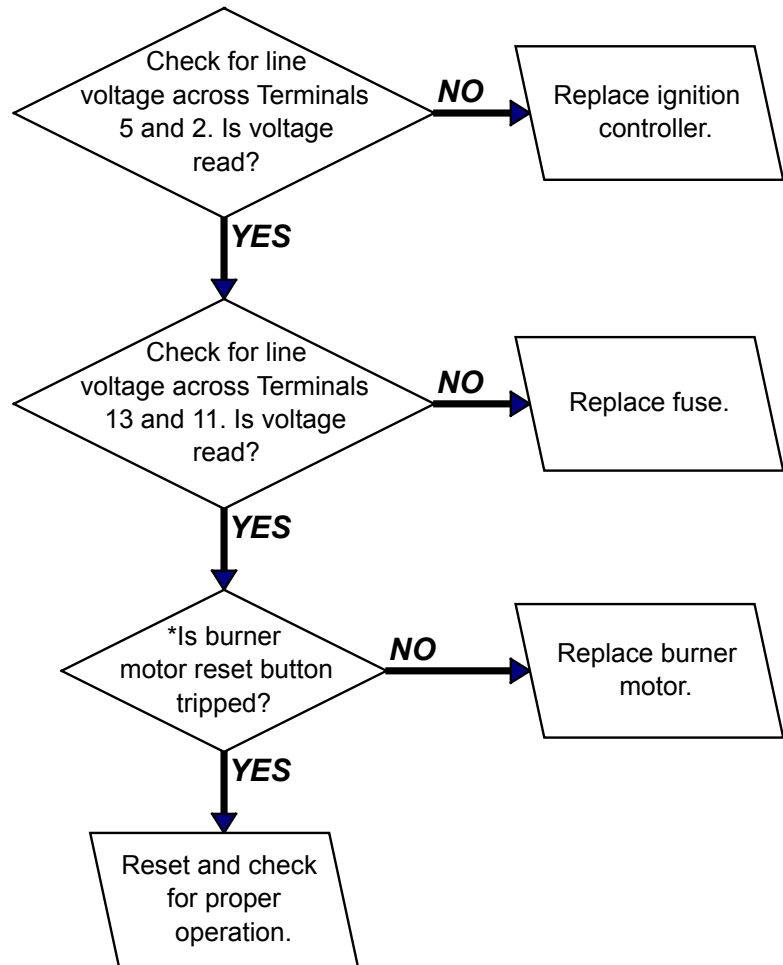 Check for line
voltage across Terminals
5 and 2. Is voltage
read?
NO
Replace ignition
controller.
YES
Check for line
voltage across Terminals
13 and 11. Is voltage
read?
NO
Replace fuse.
YES
*Is burner
motor reset button
tripped?
NO
Replace burner
motor.
YES
Reset and check
for proper
operation.